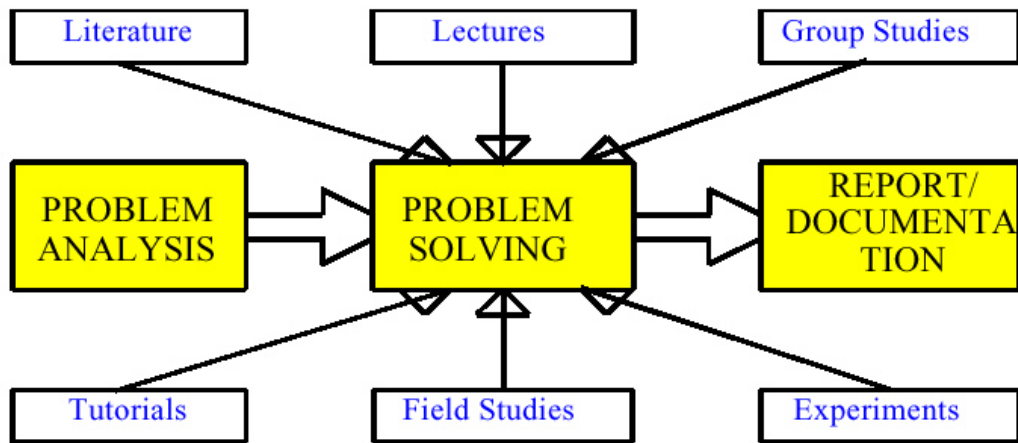 Literature
Lectures
Group Studies
PROBLEM
ANALYSIS
PROBLEM
SOLVING
REPORT/
DOCUMENTA
TION
Tutorials
Field Studies
Experiments